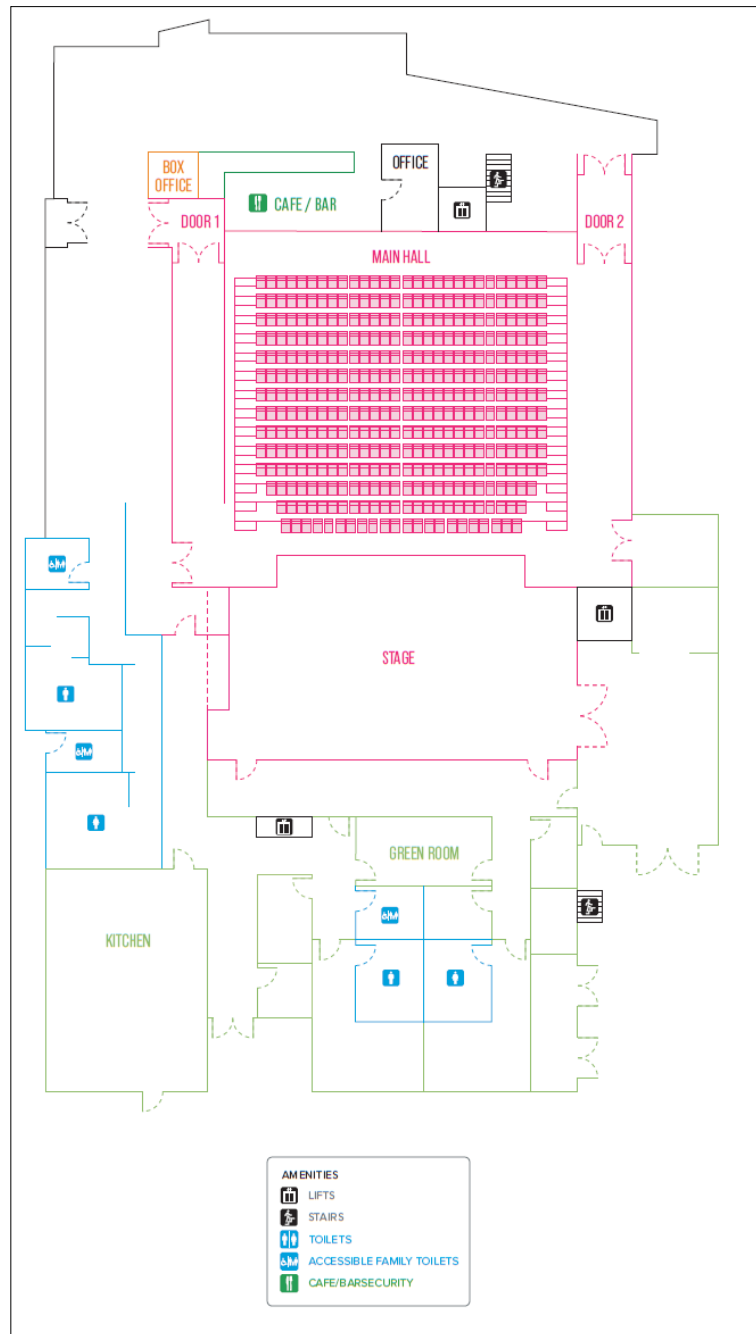 BOX
OFFICE
OFFICE
CAFE / BAR
DOOR 1
DOOR 2
MAIN HALL
STAGE
GREEN ROOM
KITCHEN
AMENITIES
LIFTS
STAIRS
TOILETS
ACCESSIBLE FAMILY TOILETS
CAFE/BARSECURITY